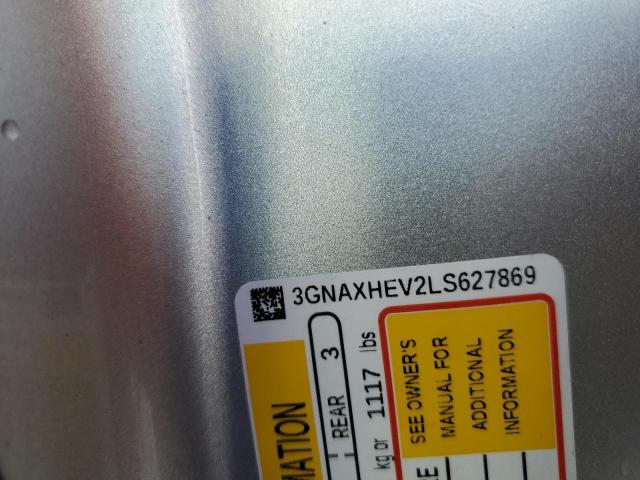 3GNAXHEV2LS627869
MATION
REAR 3
kg or 1117 lbs
SEE OWNER'S
MANUAL FOR
ADDITIONAL
INFORMATION